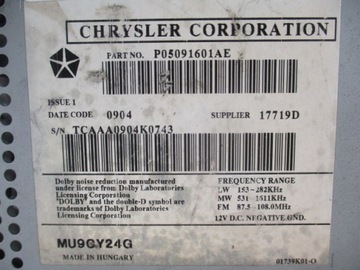 CHRYSLER CORPORATION
PART NO. P05091601AE
ISSUE 1
DATE CODE 0904 SUPPLIER 17719D
S/N TCAAA0904K0743
Dolby noise reduction manufactured
under license from Dolby Laboratories
Licensing Corporation
"DOLBY" and the double-D symbol are
trademarks of Dolby Laboratories
Licensing Corporation
FREQUENCY RANGE
LW 153-282KHz
MW 531-1611KHz
FM 87.5-108.0MHz
12V D.C. NEGATIVE GND.
MU9CY24G
MADE IN HUNGARY
01739K01-O